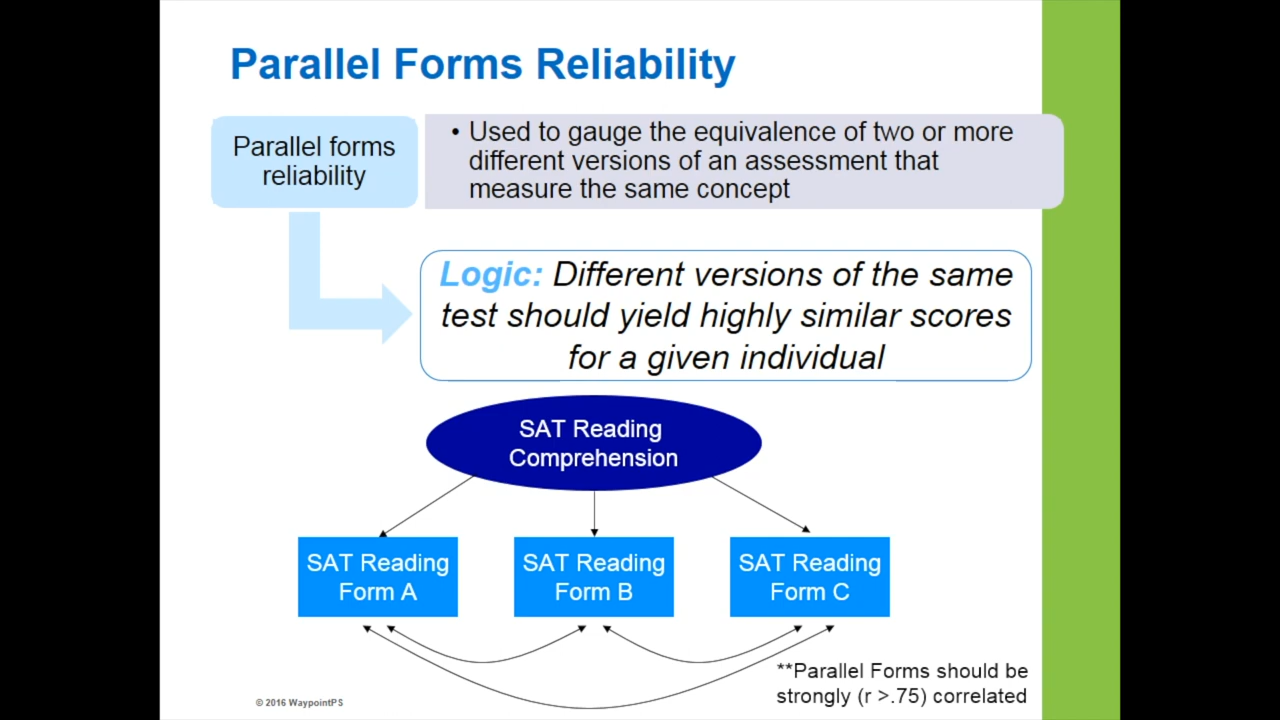 Parallel Forms Reliability
Parallel forms
reliability
• Used to gauge the equivalence of two or more
different versions of an assessment that
measure the same concept
Logic: Different versions of the same
test should yield highly similar scores
for a given individual
SAT Reading
Comprehension
SAT Reading
Form A
SAT Reading
Form B
SAT Reading
Form C
**Parallel Forms should be
strongly (r >.75) correlated
© 2016 WaypointPS